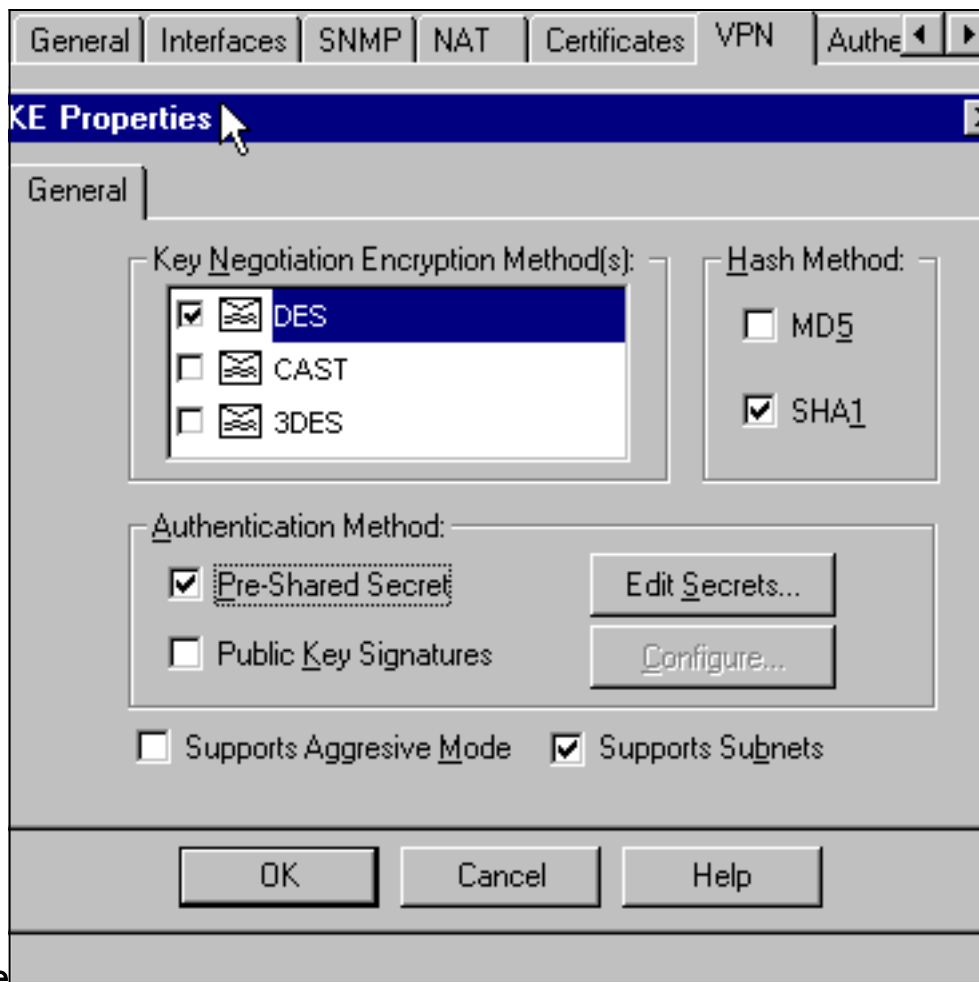 General Interfaces SNMP NAT Certificates VPN Authe
KE Properties
General
Key Negotiation Encryption Method(s):
Hash Method:
DES
CAST
3DES
MD5
SHA1
Authentication Method:
Pre-Shared Secret
Edit Secrets...
Public Key Signatures
Configure...
Supports Aggresive Mode
Supports Subnets
OK Cancel Help
e